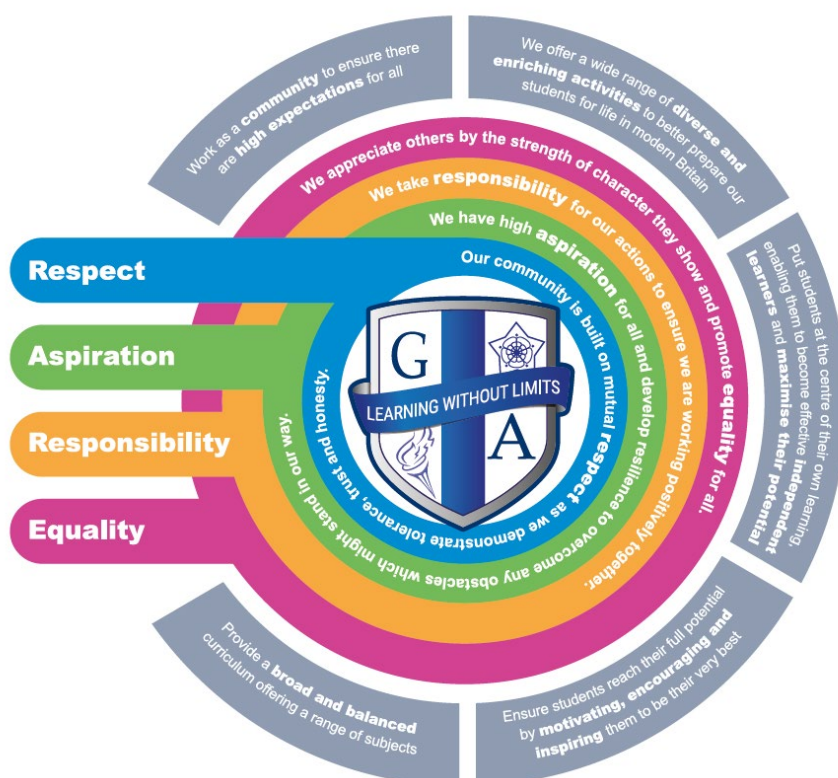 Work as a community to ensure there
are high expectations for all
We offer a wide range of diverse and
enriching activities to better prepare our
students for life in modern Britain
Put students at the centre of their own learning,
enabling them to become effective independent
learners and maximise their potential
Ensure students reach their full potential
by motivating, encouraging and
inspiring them to be their very best
Provide a broad and balanced
curriculum offering a range of subjects
We appreciate others by the strength of character they show and promote equality for all.
We take responsibility for our actions to ensure we are working positively together.
We have high aspiration for all and develop resilience to overcome any obstacles which might stand in our way.
Our community is built on mutual respect as we demonstrate tolerance, trust and honesty.
Respect
Aspiration
Responsibility
Equality
G
LEARNING WITHOUT LIMITS
A